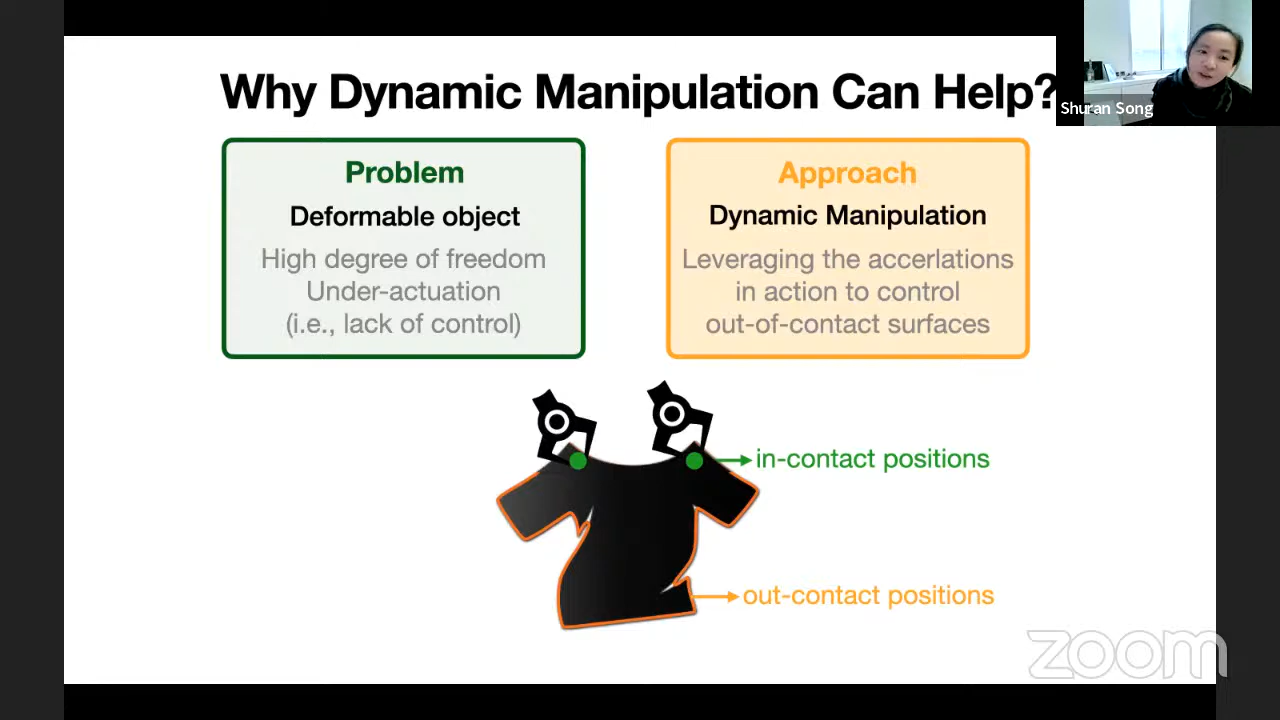 Why Dynamic Manipulation Can Help?
Shuran Song
Problem
Deformable object
High degree of freedom
Under-actuation
(i.e., lack of control)
Approach
Dynamic Manipulation
Leveraging the accerlations
in action to control
out-of-contact surfaces
in-contact positions
out-contact positions
zoom